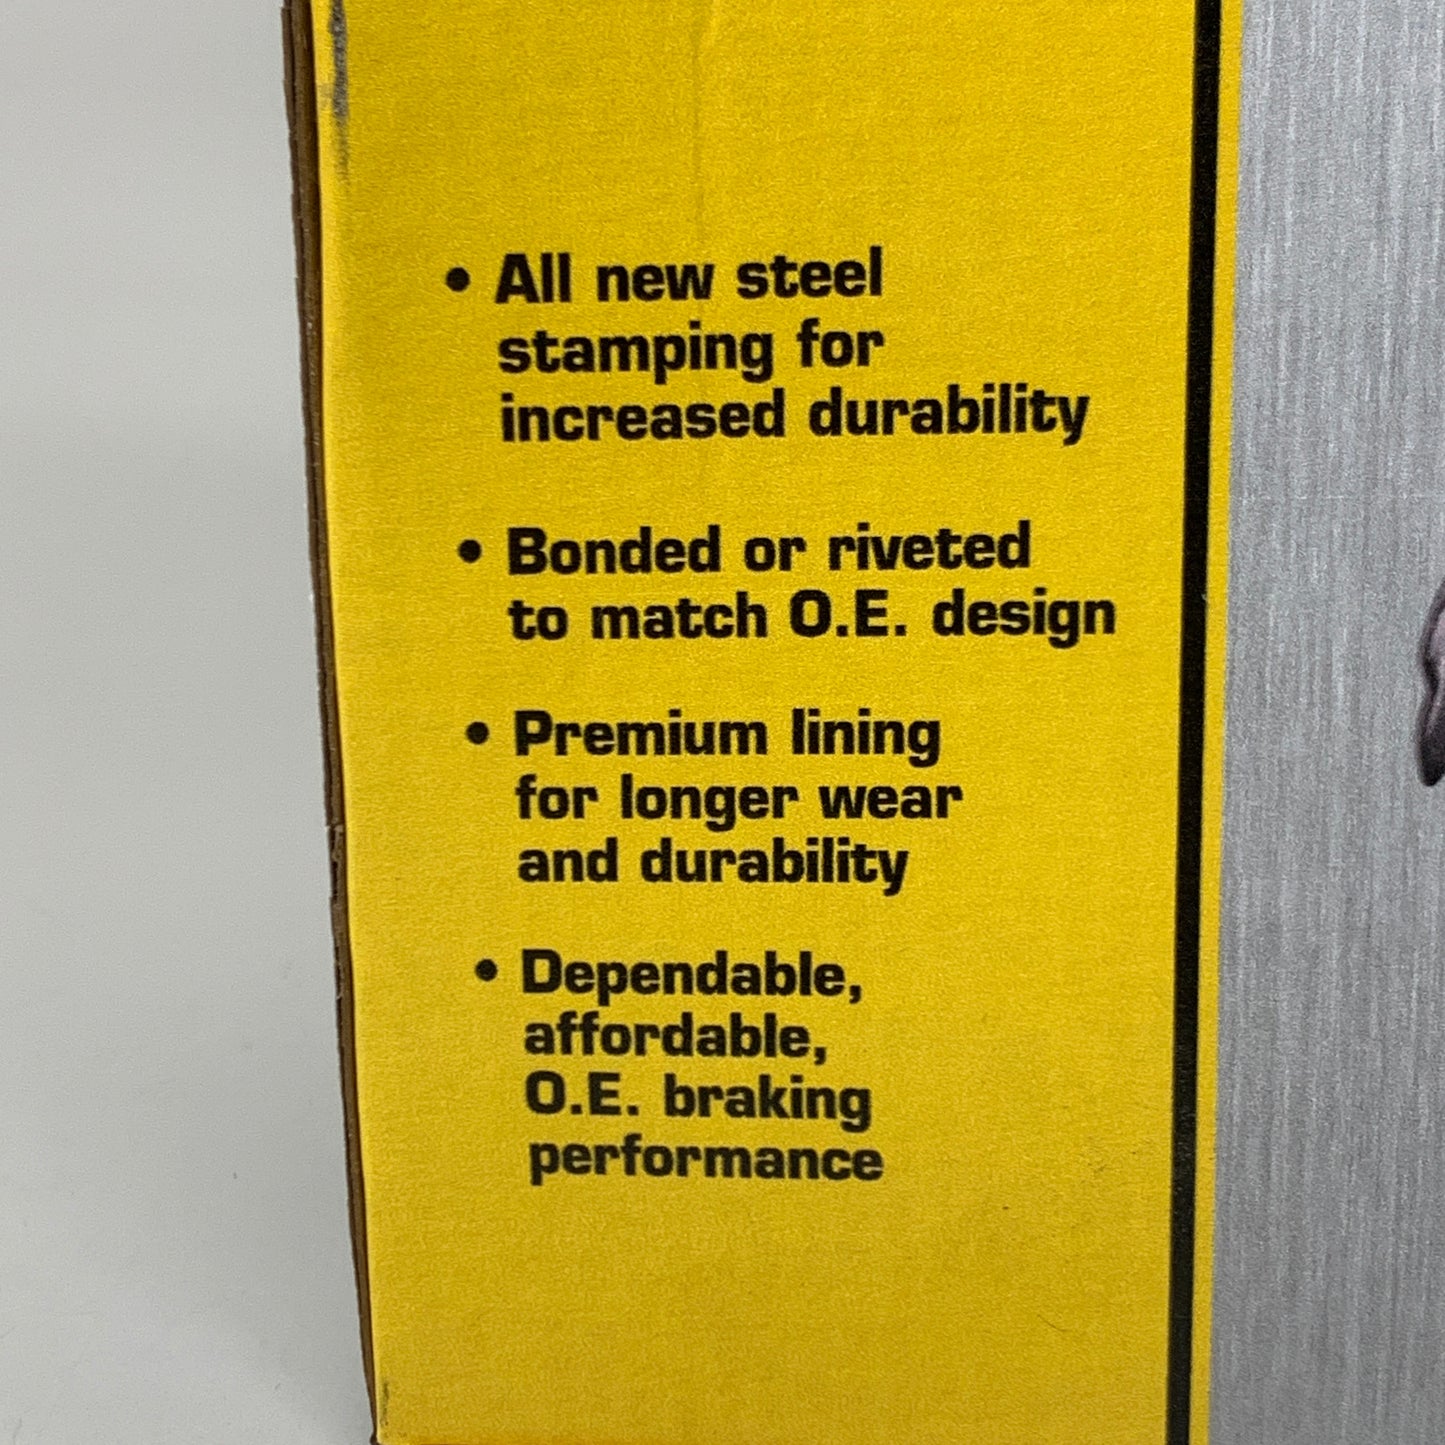 • All new steel
stamping for
increased durability
• Bonded or riveted
to match O.E. design
• Premium lining
for longer wear
and durability
• Dependable,
affordable,
O.E. braking
performance